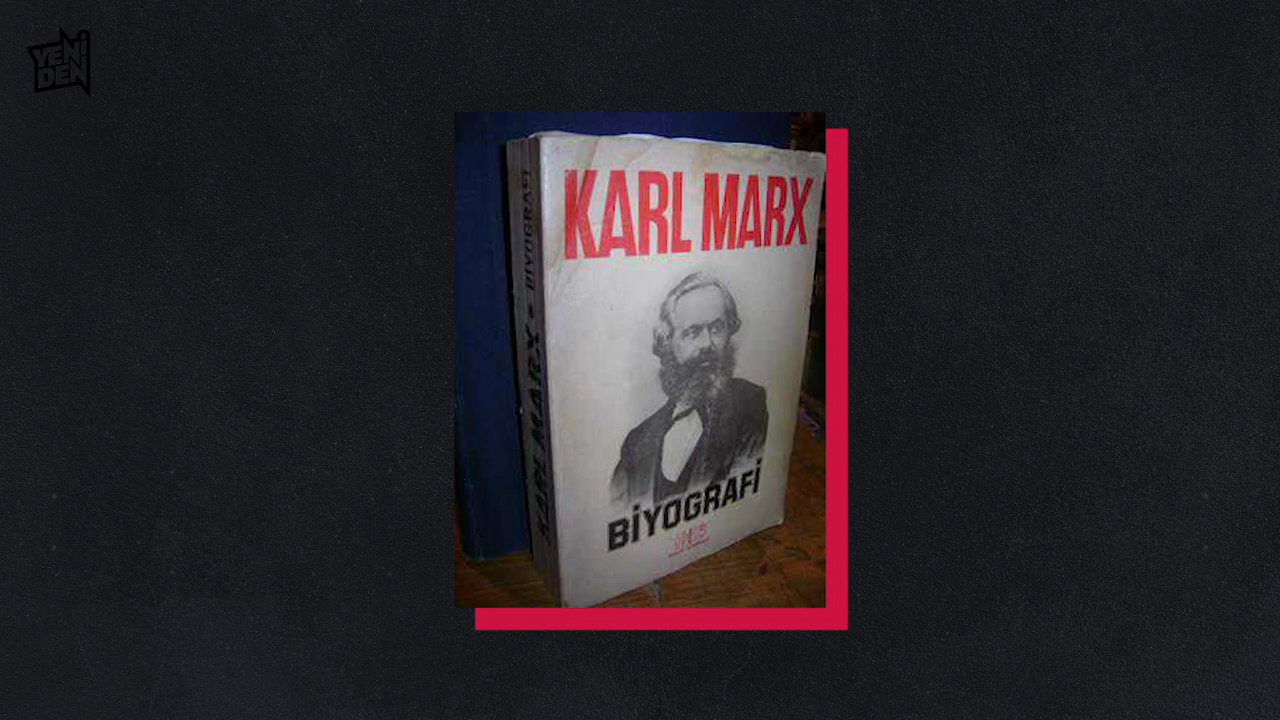 YENİ
DEN
KARL MARX
KARL MARX - BİYOGRAFİ
BİYOGRAFİ